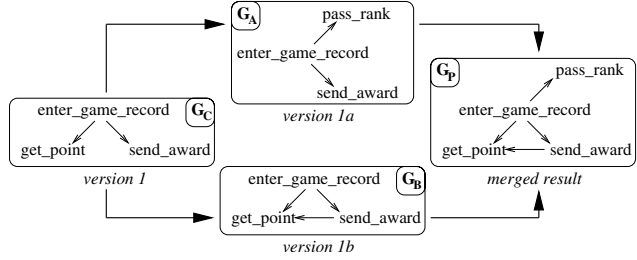 G_A
pass_rank
enter_game_record
send_award
version 1a
enter_game_record
G_C
get_point
send_award
version 1
enter_game_record
G_B
get_point
send_award
version 1b
G_P
pass_rank
enter_game_record
get_point
send_award
merged result